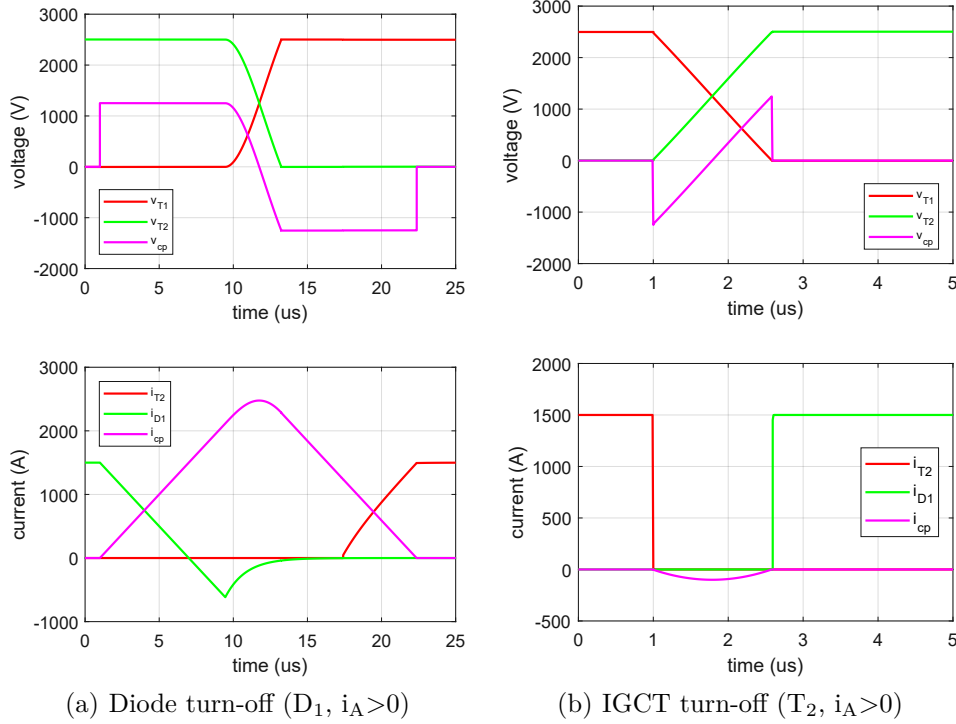 3000
2000
1000
0
-1000
-2000
voltage (V)
v_T1
v_T2
v_cp
0 5 10 15 20 25
time (us)
3000
2000
1000
0
-1000
-2000
voltage (V)
v_T1
v_T2
v_cp
0 1 2 3 4 5
time (us)
3000
2000
1000
0
-1000
current (A)
i_T2
i_D1
i_cp
0 5 10 15 20 25
time (us)
(a) Diode turn-off (D₁, i_A>0)
2000
1500
1000
500
0
-500
current (A)
i_T2
i_D1
i_cp
0 1 2 3 4 5
time (us)
(b) IGCT turn-off (T₂, i_A>0)